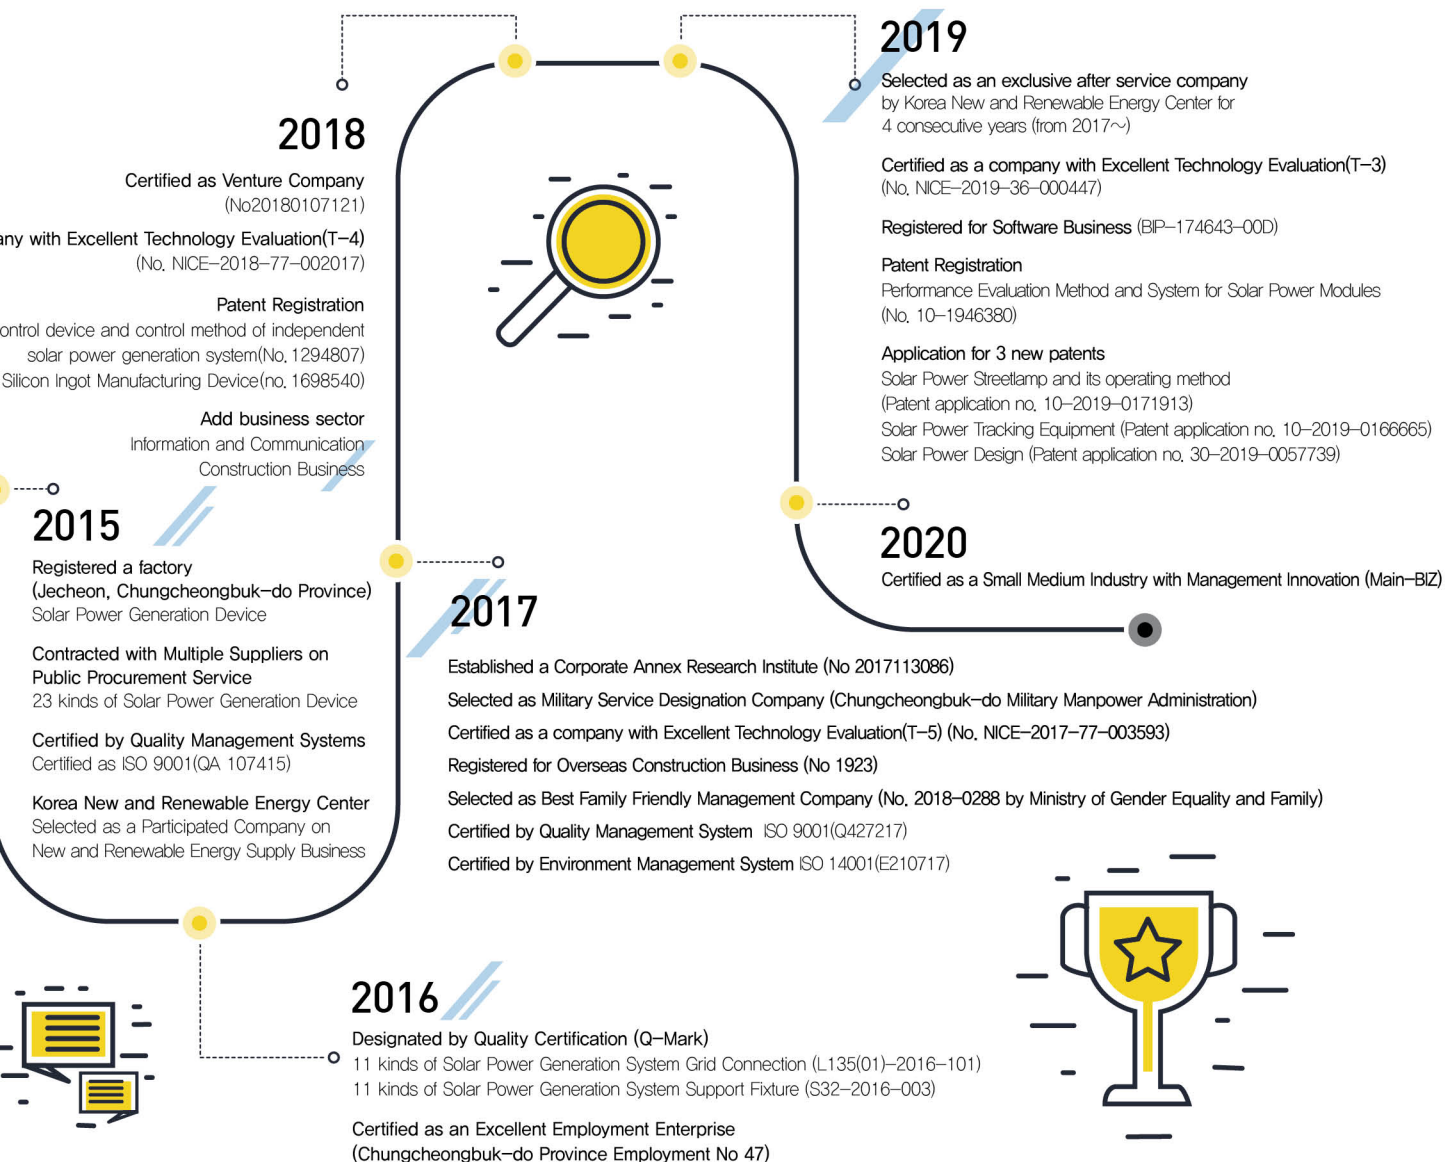 2018
Certified as Venture Company
(No20180107121)
with Excellent Technology Evaluation(T-4)
(No. NICE-2018-77-002017)
Patent Registration
device and control method of independent
solar power generation system(No. 1294807)
Silicon Ingot Manufacturing Device(no. 1698540)
Add business sector
Information and Communication
Construction Business
2015
Registered a factory
(Jecheon, Chungcheongbuk-do Province)
Solar Power Generation Device
Contracted with Multiple Suppliers on
Public Procurement Service
23 kinds of Solar Power Generation Device
Certified by Quality Management Systems
Certified as ISO 9001(QA 107415)
Korea New and Renewable Energy Center
Selected as a Participated Company on
New and Renewable Energy Supply Business
2016
Designated by Quality Certification (Q-Mark)
11 kinds of Solar Power Generation System Grid Connection (L135(01)-2016-101)
11 kinds of Solar Power Generation System Support Fixture (S32-2016-003)
Certified as an Excellent Employment Enterprise
(Chungcheongbuk-do Province Employment No 47)
2017
Established a Corporate Annex Research Institute (No 2017113086)
Selected as Military Service Designation Company (Chungcheongbuk-do Military Manpower Administration)
Certified as a company with Excellent Technology Evaluation(T-5) (No. NICE-2017-77-003593)
Registered for Overseas Construction Business (No 1923)
Selected as Best Family Friendly Management Company (No. 2018-0288 by Ministry of Gender Equality and Family)
Certified by Quality Management System ISO 9001(Q427217)
Certified by Environment Management System ISO 14001(E210717)
2019
Selected as an exclusive after service company
by Korea New and Renewable Energy Center for
4 consecutive years (from 2017~)
Certified as a company with Excellent Technology Evaluation(T-3)
(No. NICE-2019-36-000447)
Registered for Software Business (BIP-174643-00D)
Patent Registration
Performance Evaluation Method and System for Solar Power Modules
(No. 10-1946380)
Application for 3 new patents
Solar Power Streetlamp and its operating method
(Patent application no. 10-2019-0171913)
Solar Power Tracking Equipment (Patent application no. 10-2019-0166665)
Solar Power Design (Patent application no. 30-2019-0057739)
2020
Certified as a Small Medium Industry with Management Innovation (Main-BIZ)